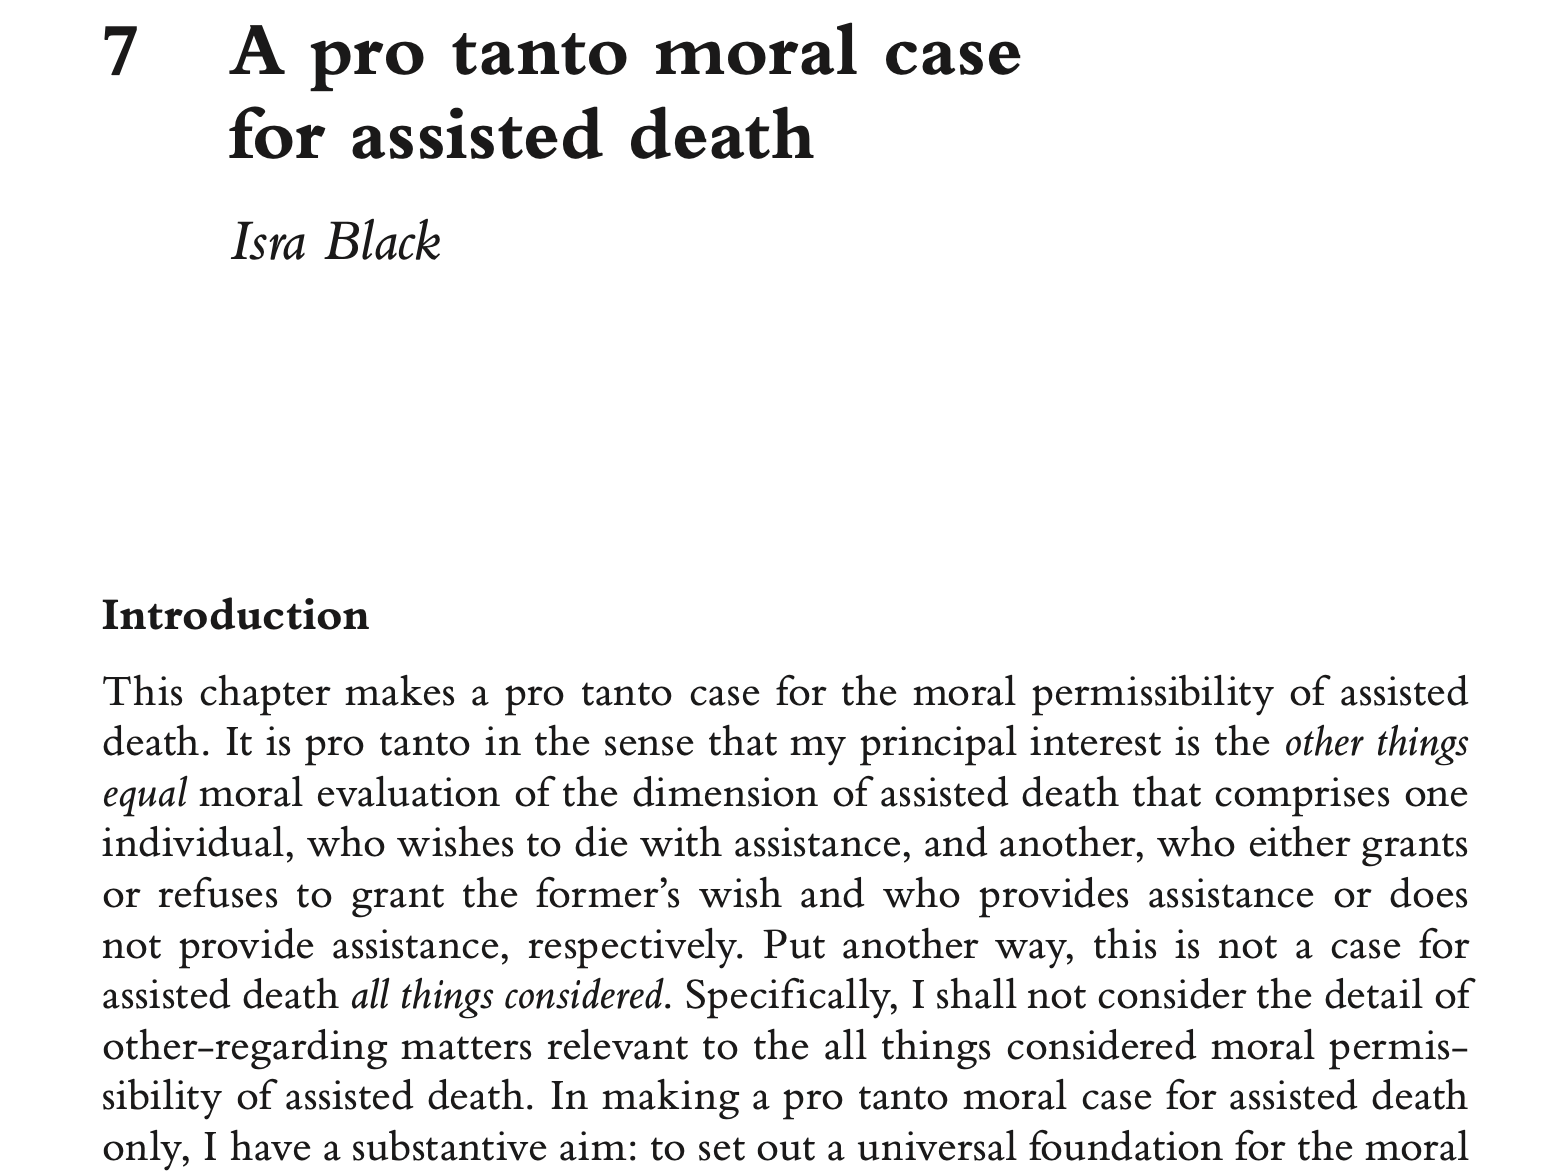 7 A pro tanto moral case
for assisted death
Isra Black
Introduction
This chapter makes a pro tanto case for the moral permissibility of assisted
death. It is pro tanto in the sense that my principal interest is the other things
equal moral evaluation of the dimension of assisted death that comprises one
individual, who wishes to die with assistance, and another, who either grants
or refuses to grant the former’s wish and who provides assistance or does
not provide assistance, respectively. Put another way, this is not a case for
assisted death all things considered. Specifically, I shall not consider the detail of
other-regarding matters relevant to the all things considered moral permis-
sibility of assisted death. In making a pro tanto moral case for assisted death
only, I have a substantive aim: to set out a universal foundation for the moral